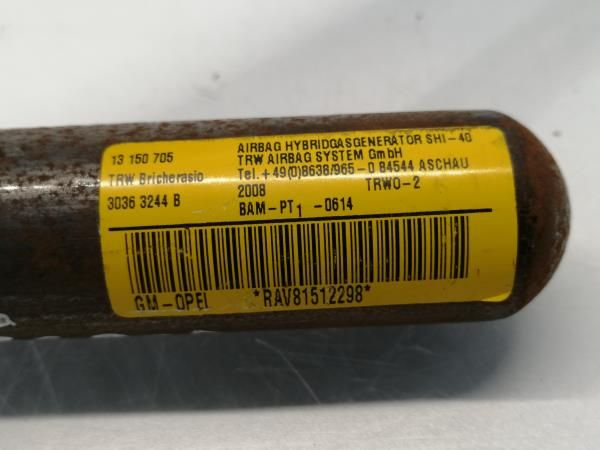 13 150 705
TRW Bricherasio
3036 3244 B
AIRBAG HYBRIDGASGENERATOR SHI-40
TRW AIRBAG SYSTEM GmbH
Tel.+49(0)8638/965-0 84544 ASCHAU
2008 TRWO-2
BAM-PT1 -0614
GM-OPEL *RAV81512298*